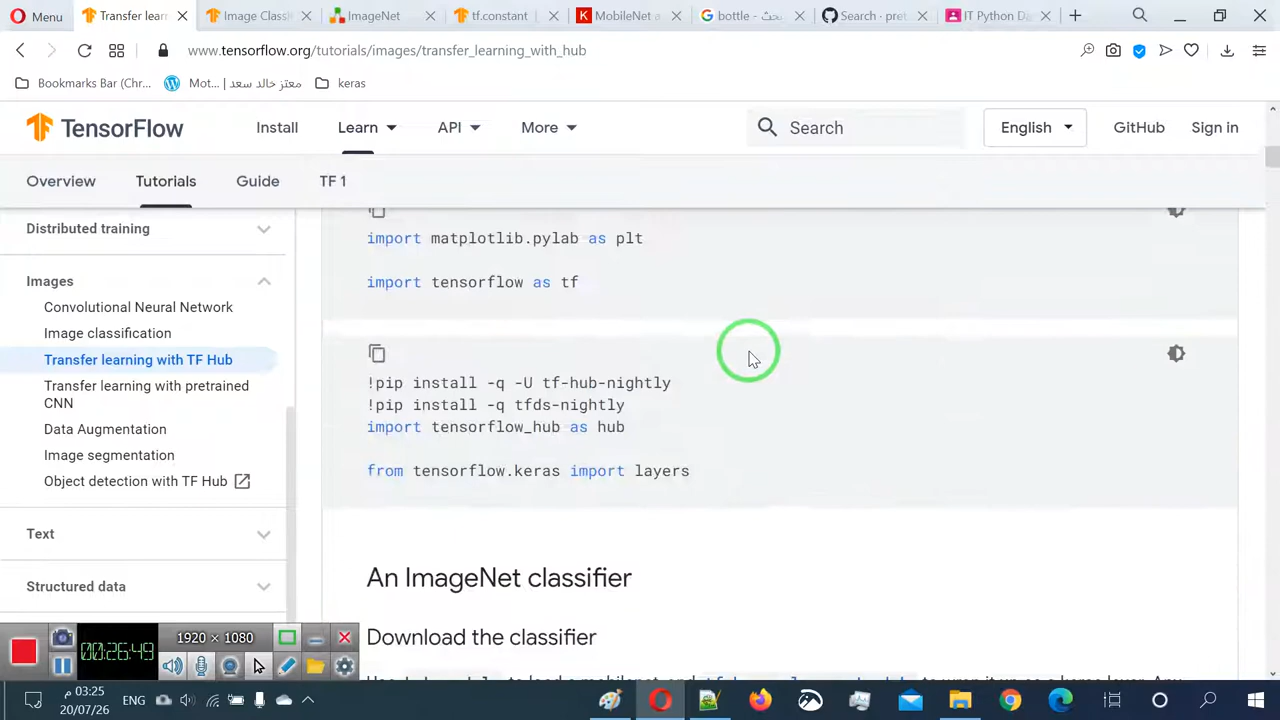 Menu
Transfer lear
Image Classif
ImageNet
tf.constant
MobileNet a
bottle - بحث
Search · pret
IT Python Da
www.tensorflow.org/tutorials/images/transfer_learning_with_hub
Bookmarks Bar (Chr...
Mot... | معتز خالد سعد
keras
TensorFlow
Install
Learn
API
More
Search
English
GitHub
Sign in
Overview
Tutorials
Guide
TF 1
Distributed training
Images
Convolutional Neural Network
Image classification
Transfer learning with TF Hub
Transfer learning with pretrained
CNN
Data Augmentation
Image segmentation
Object detection with TF Hub
Text
Structured data
import matplotlib.pylab as plt
import tensorflow as tf
!pip install -q -U tf-hub-nightly
!pip install -q tfds-nightly
import tensorflow_hub as hub
from tensorflow.keras import layers
An ImageNet classifier
Download the classifier
00:26:49
1920 × 1080
03:25 م
20/07/26
ENG